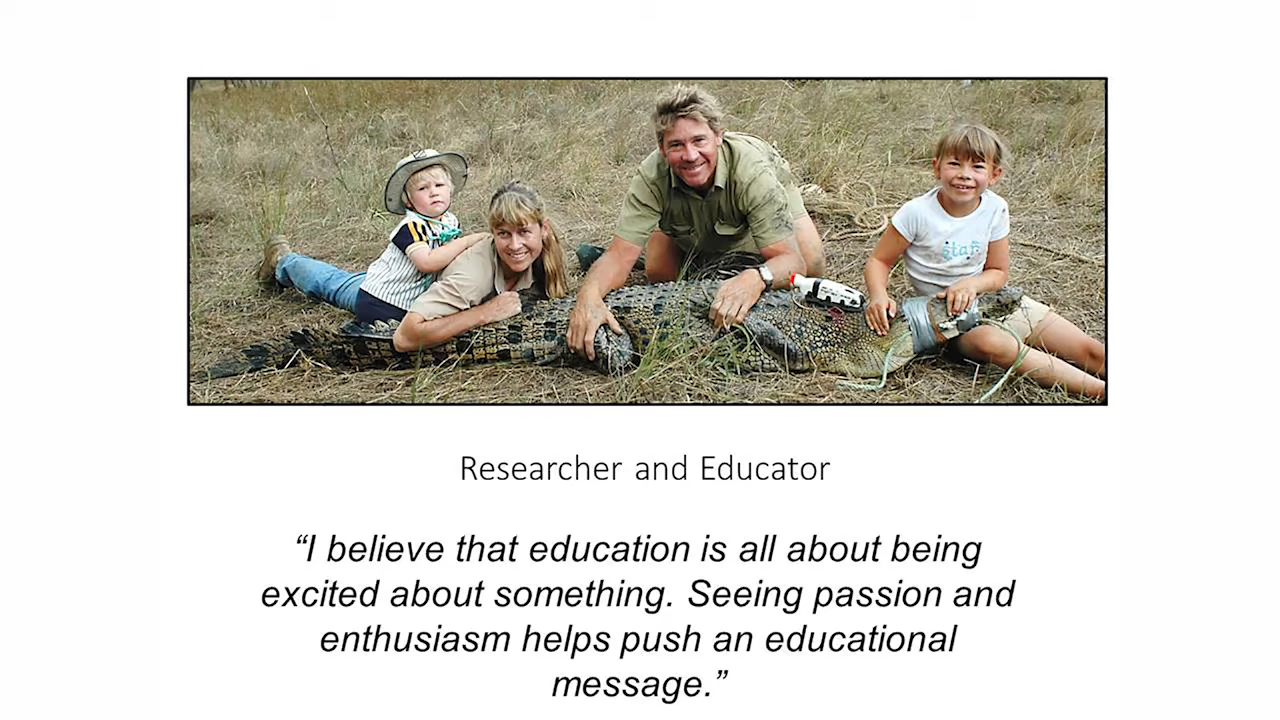 star
Researcher and Educator
“I believe that education is all about being
excited about something. Seeing passion and
enthusiasm helps push an educational
message.”